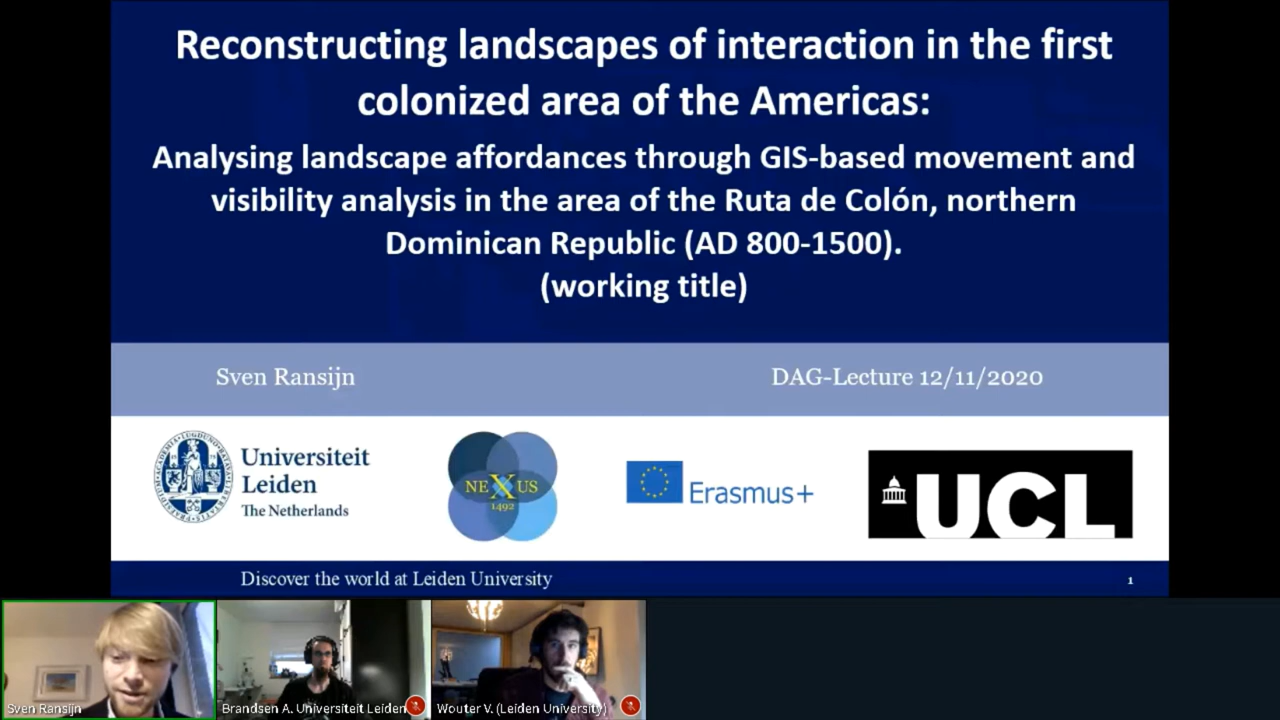 Reconstructing landscapes of interaction in the first
colonized area of the Americas:
Analysing landscape affordances through GIS-based movement and
visibility analysis in the area of the Ruta de Colón, northern
Dominican Republic (AD 800-1500).
(working title)
Sven Ransijn
DAG-Lecture 12/11/2020
Universiteit
Leiden
The Netherlands
NEXUS
1492
Erasmus+
UCL
Discover the world at Leiden University
1
Sven Ransijn
Brandsen A. Universiteit Leiden
Wouter V. (Leiden University)